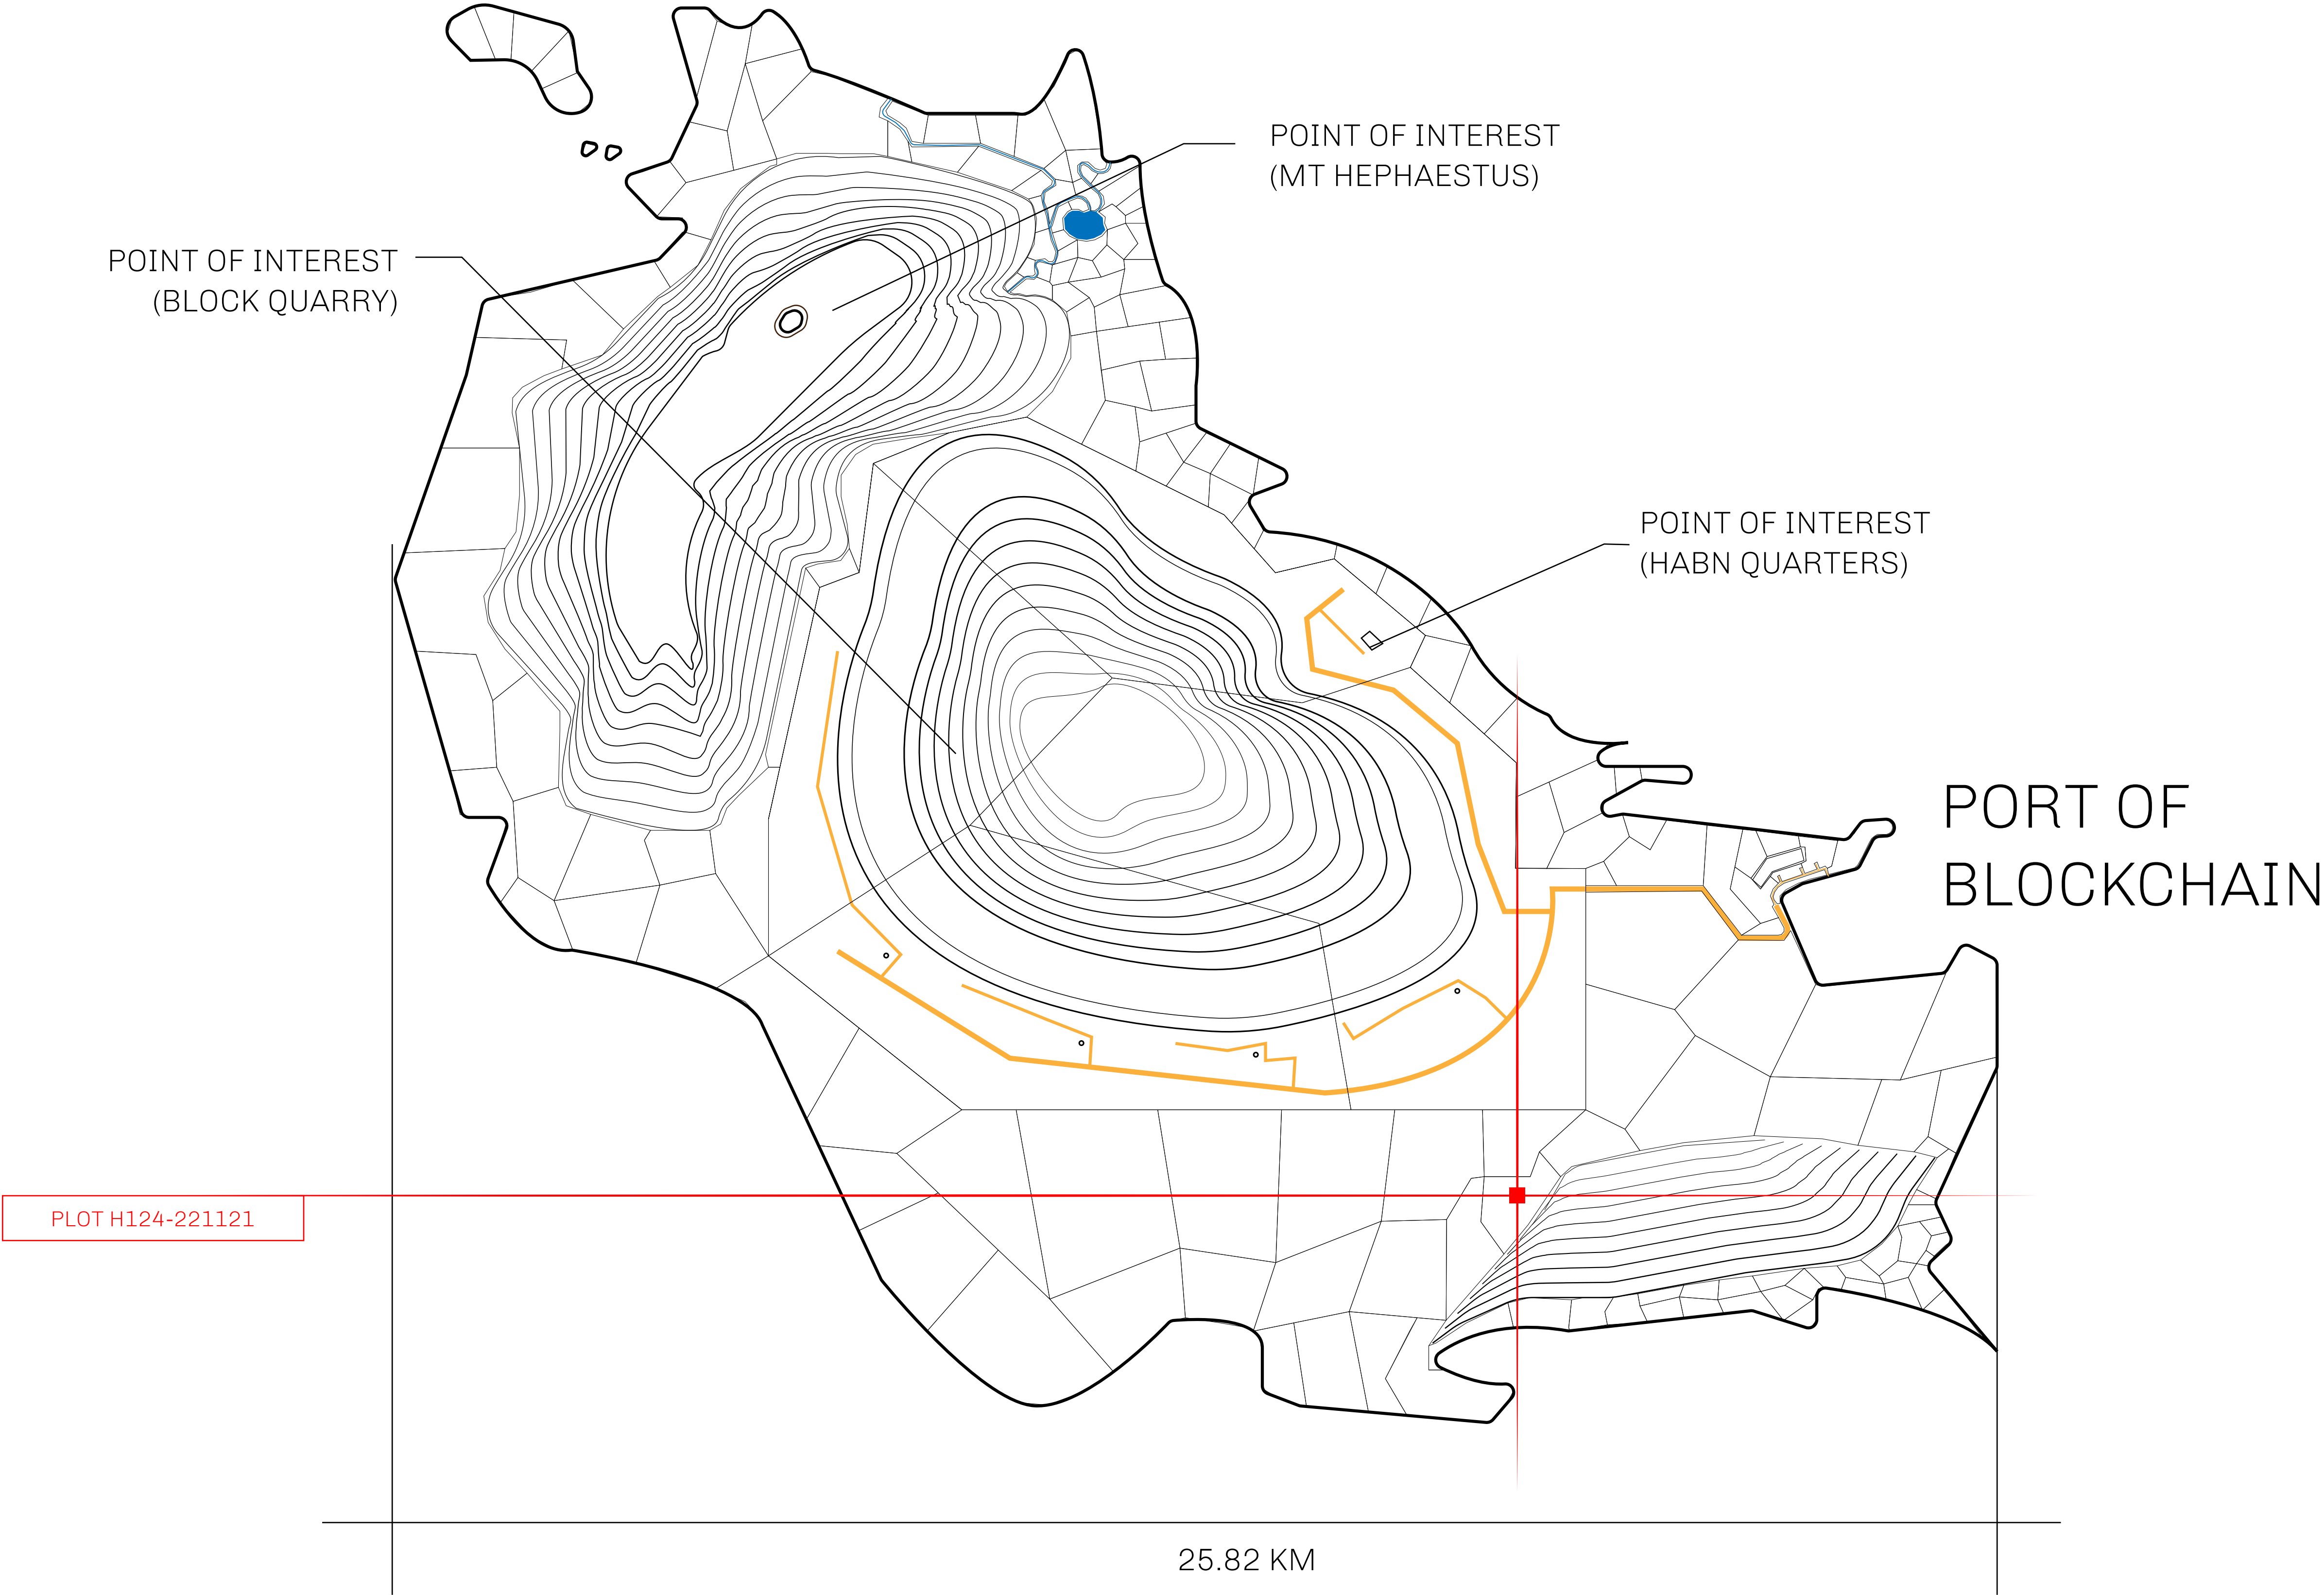 POINT OF INTEREST
(MT HEPHAESTUS)
POINT OF INTEREST
(BLOCK QUARRY)
POINT OF INTEREST
(HABN QUARTERS)
PORT OF
BLOCKCHAIN
PLOT H124-221121
25.82 KM